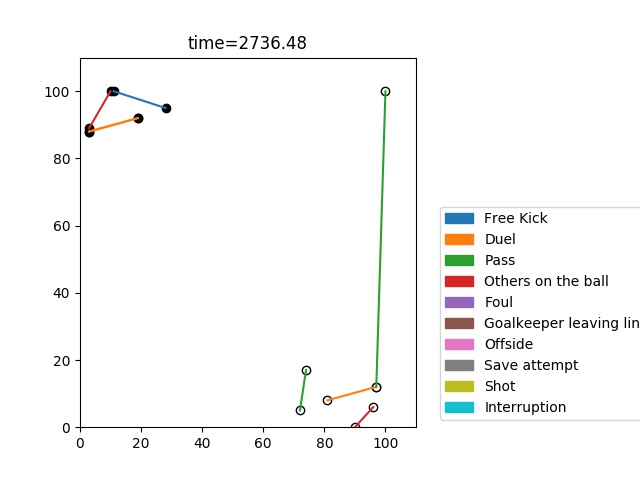 time=2736.48
100
80
60
40
20
0
0 20 40 60 80 100
Free Kick
Duel
Pass
Others on the ball
Foul
Goalkeeper leaving lin
Offside
Save attempt
Shot
Interruption